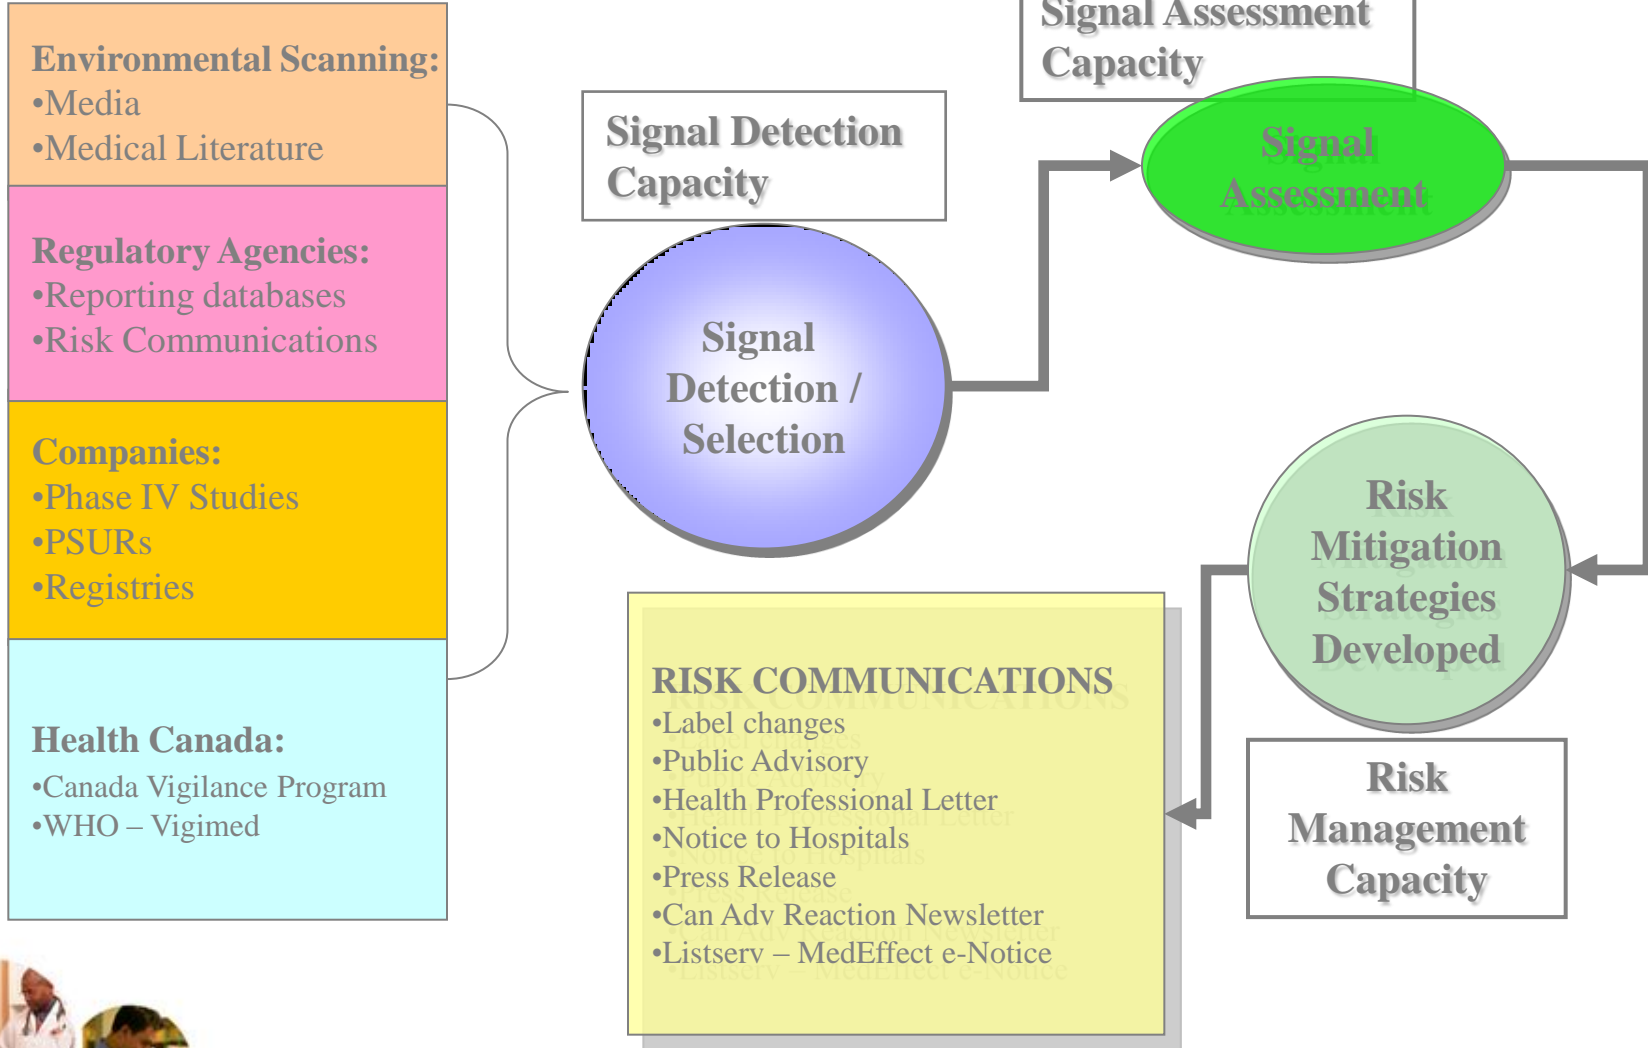 Environmental Scanning:
•Media
•Medical Literature
Regulatory Agencies:
•Reporting databases
•Risk Communications
Companies:
•Phase IV Studies
•PSURs
•Registries
Health Canada:
•Canada Vigilance Program
•WHO – Vigimed
Signal Detection
Capacity
Signal
Detection /
Selection
Signal Assessment
Capacity
Signal
Assessment
Risk
Mitigation
Strategies
Developed
Risk
Management
Capacity
RISK COMMUNICATIONS
•Label changes
•Public Advisory
•Health Professional Letter
•Notice to Hospitals
•Press Release
•Can Adv Reaction Newsletter
•Listserv – MedEffect e-Notice